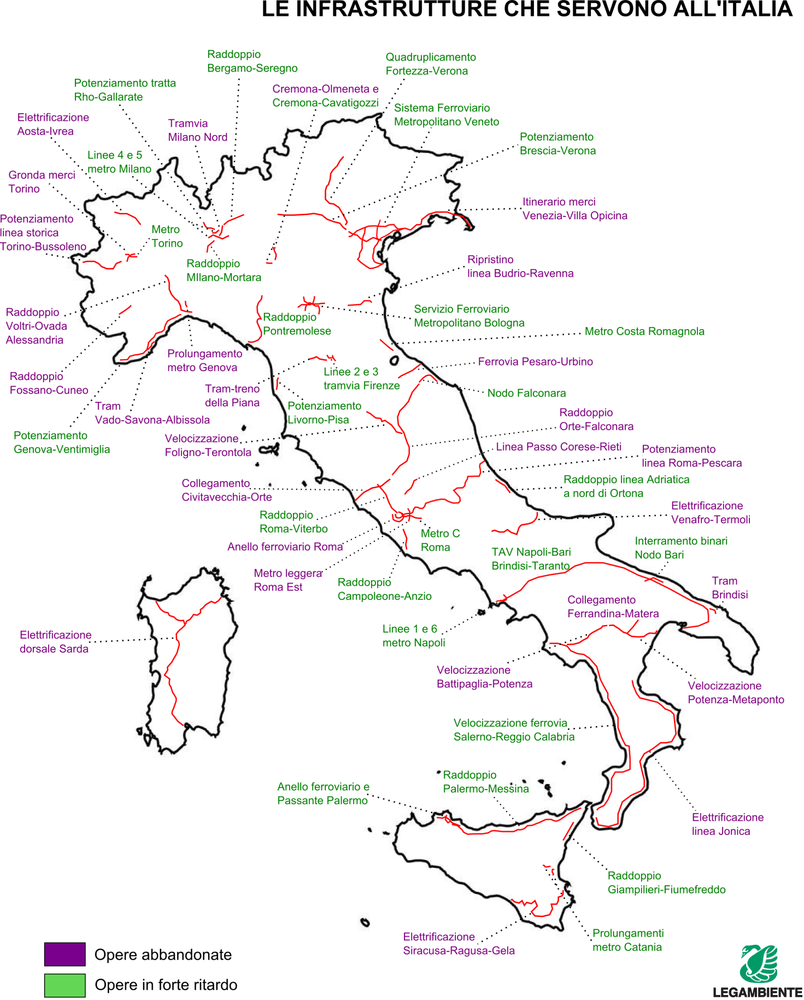 LE INFRASTRUTTURE CHE SERVONO ALL'ITALIA
Raddoppio
Bergamo-Seregno
Quadruplicamento
Fortezza-Verona
Potenziamento tratta
Rho-Gallarate
Cremona-Olmeneta e
Cremona-Cavatigozzi
Sistema Ferroviario
Metropolitano Veneto
Elettrificazione
Aosta-Ivrea
Tramvia
Milano Nord
Potenziamento
Brescia-Verona
Linee 4 e 5
metro Milano
Gronda merci
Torino
Itinerario merci
Venezia-Villa Opicina
Potenziamento
linea storica
Torino-Bussoleno
Metro
Torino
Raddoppio
MIlano-Mortara
Ripristino
linea Budrio-Ravenna
Raddoppio
Voltri-Ovada
Alessandria
Raddoppio
Pontremolese
Servizio Ferroviario
Metropolitano Bologna
Metro Costa Romagnola
Prolungamento
metro Genova
Ferrovia Pesaro-Urbino
Raddoppio
Fossano-Cuneo
Linee 2 e 3
tramvia Firenze
Tram-treno
della Piana
Nodo Falconara
Tram
Vado-Savona-Albissola
Potenziamento
Livorno-Pisa
Raddoppio
Orte-Falconara
Potenziamento
Genova-Ventimiglia
Velocizzazione
Foligno-Terontola
Linea Passo Corese-Rieti
Potenziamento
linea Roma-Pescara
Collegamento
Civitavecchia-Orte
Raddoppio linea Adriatica
a nord di Ortona
Raddoppio
Roma-Viterbo
Elettrificazione
Venafro-Termoli
Anello ferroviario Roma
Metro C
Roma
Interramento binari
Nodo Bari
TAV Napoli-Bari
Brindisi-Taranto
Metro leggera
Roma Est
Raddoppio
Campoleone-Anzio
Tram
Brindisi
Collegamento
Ferrandina-Matera
Linee 1 e 6
metro Napoli
Elettrificazione
dorsale Sarda
Velocizzazione
Battipaglia-Potenza
Velocizzazione
Potenza-Metaponto
Velocizzazione ferrovia
Salerno-Reggio Calabria
Raddoppio
Palermo-Messina
Anello ferroviario e
Passante Palermo
Elettrificazione
linea Jonica
Raddoppio
Giampilieri-Fiumefreddo
Elettrificazione
Siracusa-Ragusa-Gela
Prolungamenti
metro Catania
Opere abbandonate
Opere in forte ritardo
LEGAMBIENTE